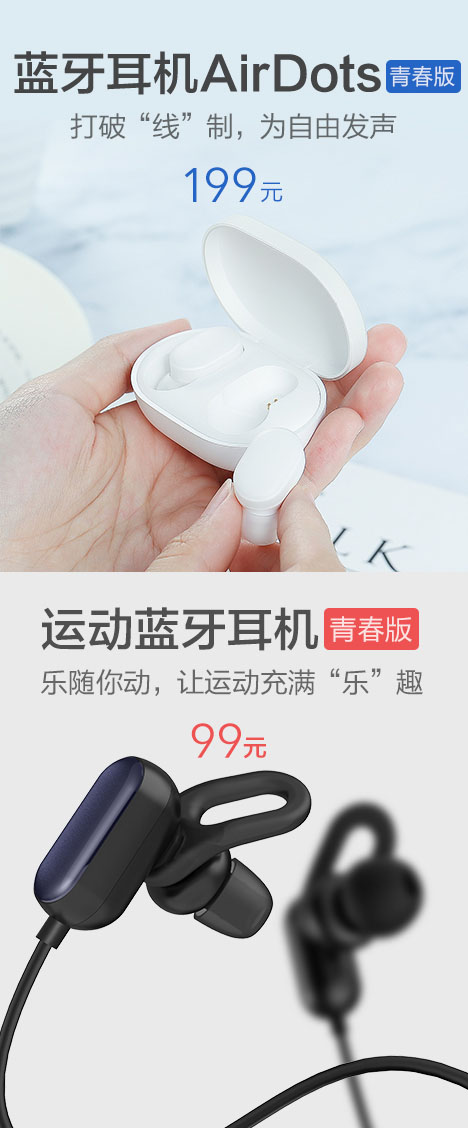 蓝牙耳机AirDots 青春版
打破“线”制，为自由发声
199元
LK
运动蓝牙耳机 青春版
乐随你动，让运动充满“乐”趣
99元